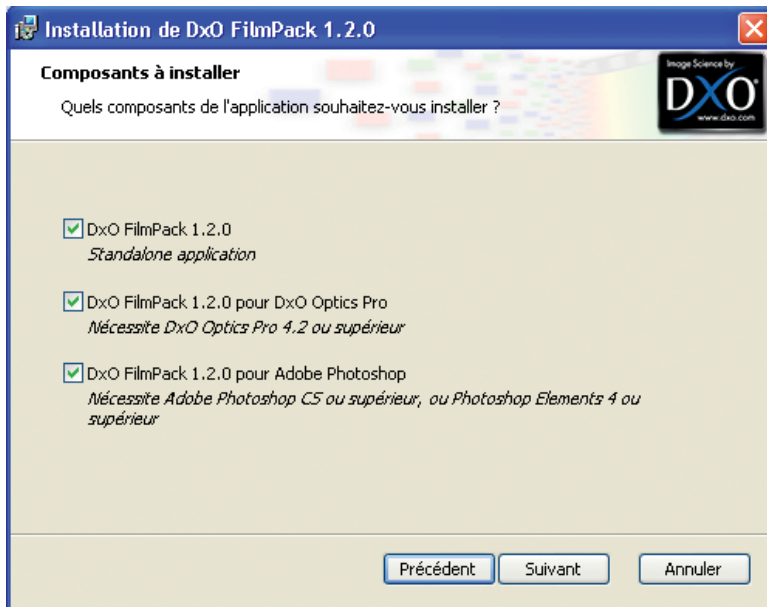 Installation de DxO FilmPack 1.2.0
Composants à installer
Quels composants de l'application souhaitez-vous installer ?
Image Science by
DXO
www.dxo.com
DxO FilmPack 1.2.0
Standalone application
DxO FilmPack 1.2.0 pour DxO Optics Pro
Nécessite DxO Optics Pro 4.2 ou supérieur
DxO FilmPack 1.2.0 pour Adobe Photoshop
Nécessite Adobe Photoshop CS ou supérieur, ou Photoshop Elements 4 ou
supérieur
Précédent
Suivant
Annuler